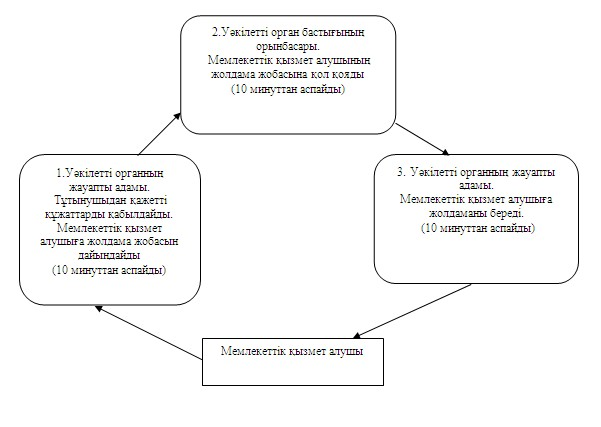 2.Уәкілетті орган бастығының
орынбасары.
Мемлекеттік қызмет алушының
жолдама жобасына қол қояды
(10 минуттан аспайды)
1.Уәкілетті органның
жауапты адамы.
Тұтынушыдан қажетті
құжаттарды қабылдайды.
Мемлекеттік қызмет
алушыға жолдама жобасын
дайындайды
(10 минуттан аспайды)
3. Уәкілетті органның жауапты
адамы.
Мемлекеттік қызмет алушыға
жолдаманы береді.
(10 минуттан аспайды)
Мемлекеттік қызмет алушы